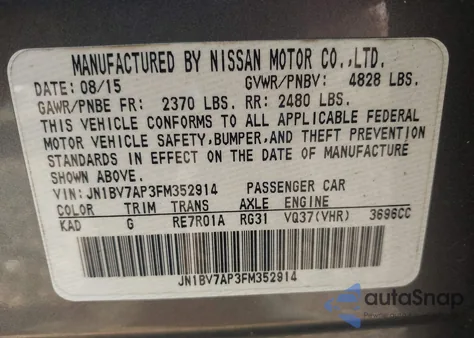 MANUFACTURED BY NISSAN MOTOR CO.,LTD.
DATE: 08/15 GVWR/PNBV: 4828 LBS.
GAWR/PNBE FR: 2370 LBS. RR: 2480 LBS.
THIS VEHICLE CONFORMS TO ALL APPLICABLE FEDERAL
MOTOR VEHICLE SAFETY,BUMPER,AND THEFT PREVENTION
STANDARDS IN EFFECT ON THE DATE OF MANUFACTURE
SHOWN ABOVE.
VIN: JN1BV7AP3FM352914 PASSENGER CAR
COLOR TRIM TRANS AXLE ENGINE
KAD G RE7R01A RG31 VQ37(VHR) 3696CC
JN1BV7AP3FM352914
autoSnap